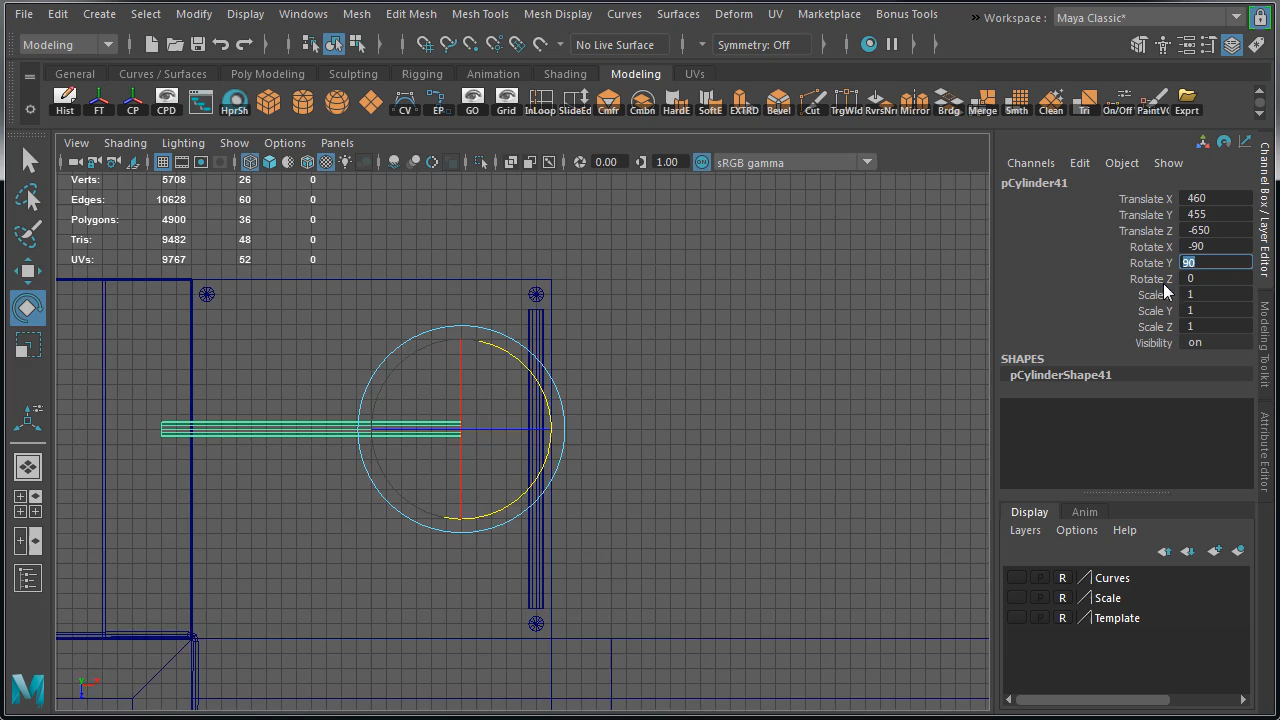 File Edit Create Select Modify Display Windows Mesh Edit Mesh Mesh Tools Mesh Display Curves Surfaces Deform UV Marketplace Bonus Tools » Workspace : Maya Classic*
Modeling No Live Surface Symmetry: Off
General Curves / Surfaces Poly Modeling Sculpting Rigging Animation Shading Modeling UVs
Hist FT CP CPD HprSh CV EP GO Grid InLoop SlideEd Cmfr Cmbn HardE SoftE EXTRD Bevel Cut TrgWld RvrsNrr Mirror Brdg Merge Smth Clean Tri On/Off PaintVC Exprt
View Shading Lighting Show Options Panels
0.00 1.00 ON sRGB gamma
Verts: 5708 26 0
Edges: 10628 60 0
Polygons: 4900 36 0
Tris: 9482 48 0
UVs: 9767 52 0
Channels Edit Object Show
pCylinder41
Translate X 460
Translate Y 455
Translate Z -650
Rotate X -90
Rotate Y 90
Rotate Z 0
Scale 1
Scale Y 1
Scale Z 1
Visibility on
SHAPES
pCylinderShape41
Display Anim
Layers Options Help
P R Curves
P R Scale
P R Template
Channel Box / Layer Editor
Modeling Toolkit
Attribute Editor